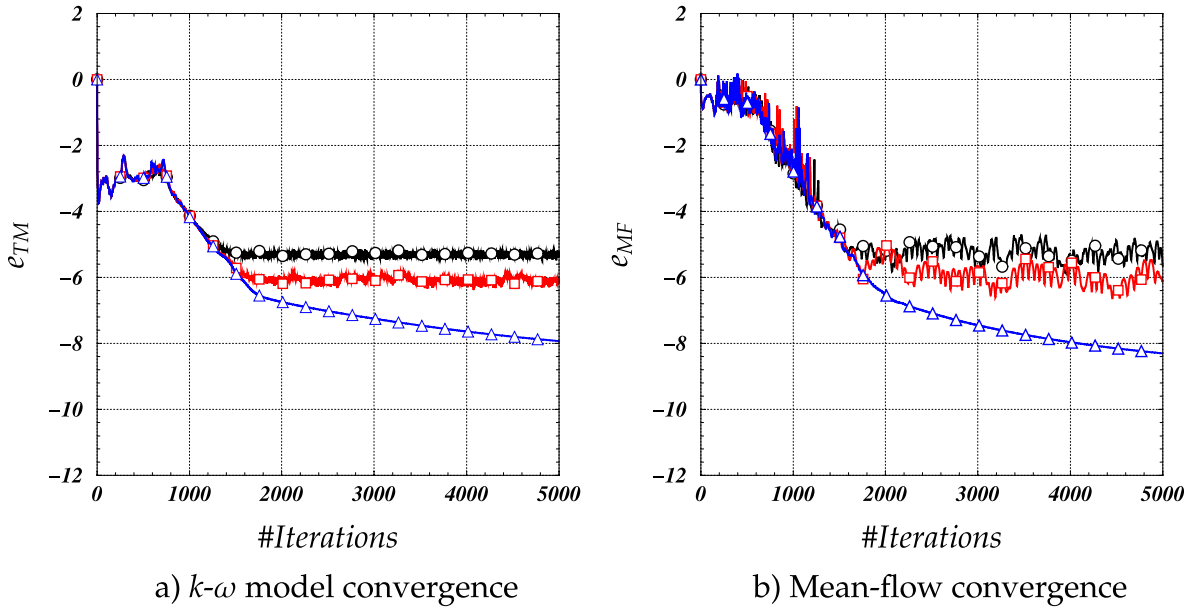 2
0
−2
−4
−6
−8
−10
−12
e_TM
0 1000 2000 3000 4000 5000
#Iterations
a) k-ω model convergence
2
0
−2
−4
−6
−8
−10
−12
e_MF
0 1000 2000 3000 4000 5000
#Iterations
b) Mean-flow convergence